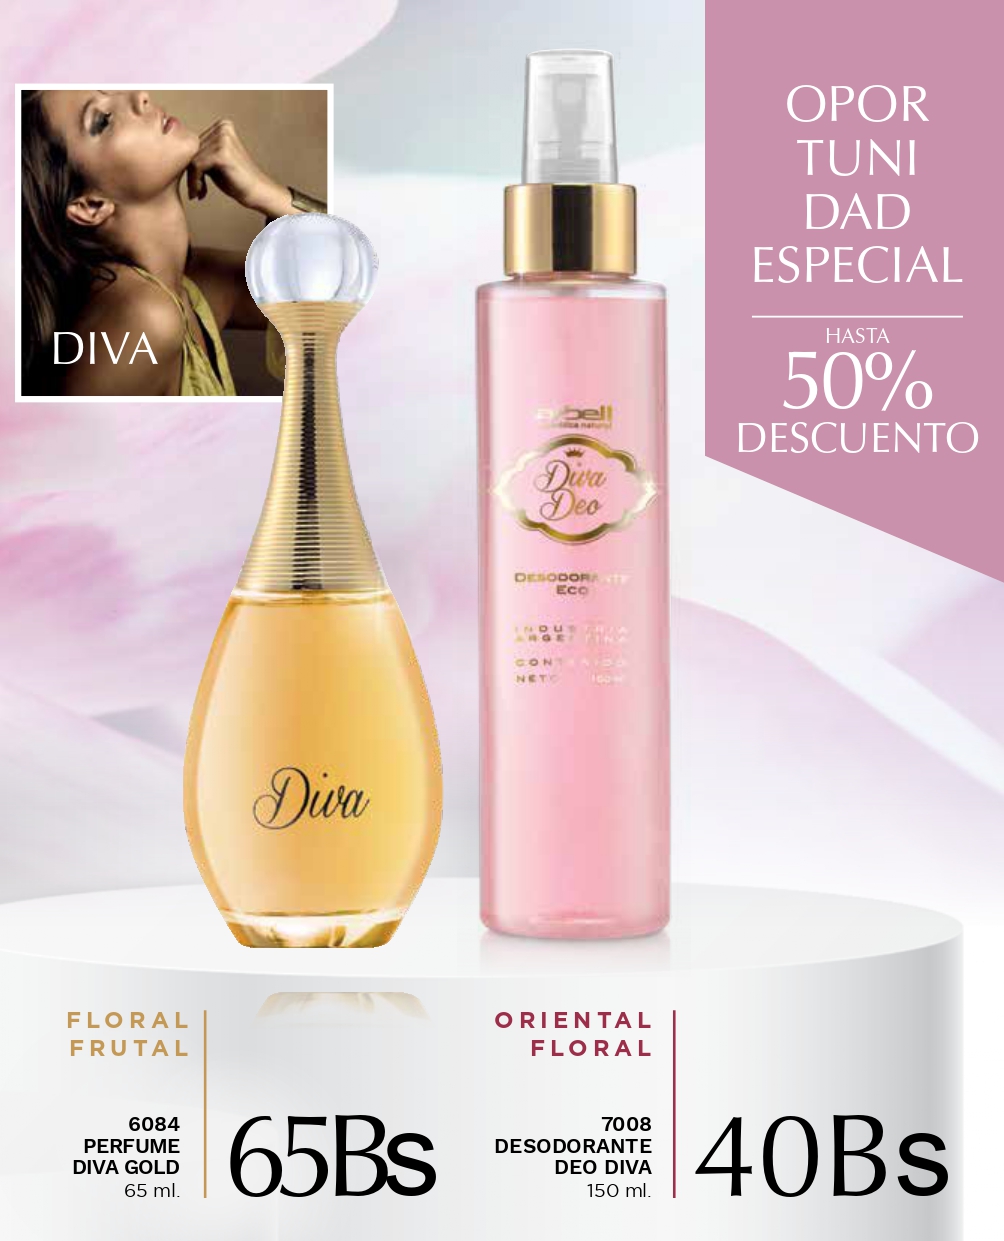 OPOR
TUNI
DAD
ESPECIAL
HASTA
50%
DESCUENTO
DIVA
arbell
Diva
Deo
DESODORANTE
ECO
INDUSTRIA
ARGENTINA
CONTENIDO
NETO
Diva
FLORAL
FRUTAL
6084
PERFUME
DIVA GOLD
65 ml.
65Bs
ORIENTAL
FLORAL
7008
DESODORANTE
DEO DIVA
150 ml.
40Bs